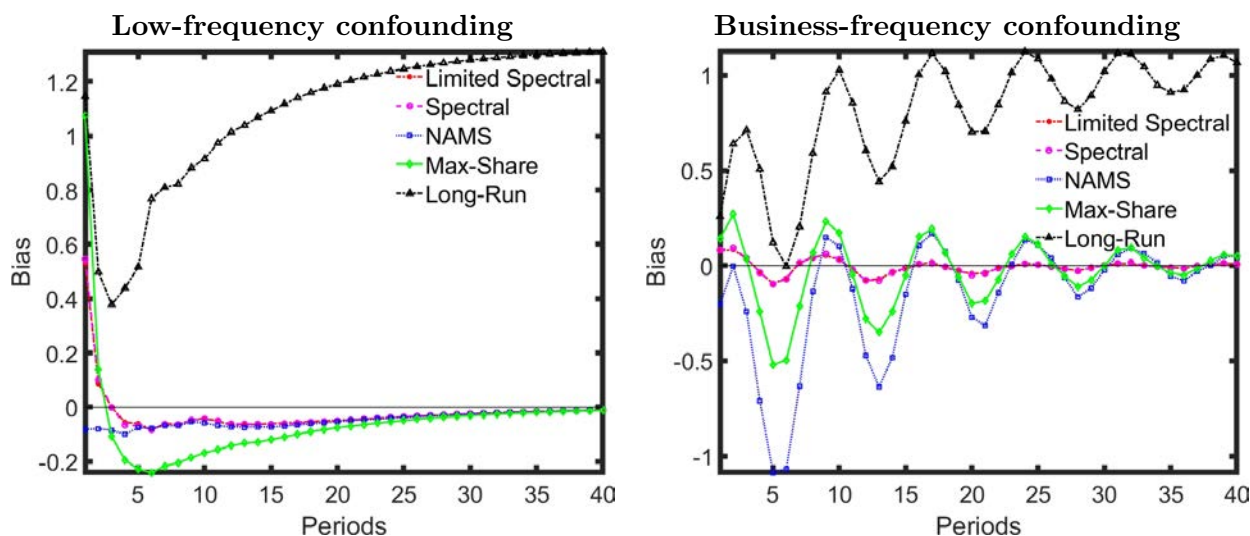 Low-frequency confounding
1.2
1
0.8
0.6
0.4
0.2
0
-0.2
Bias
5
10
15
20
25
30
35
40
Periods
Limited Spectral
Spectral
NAMS
Max-Share
Long-Run
Business-frequency confounding
1
0.5
0
-0.5
-1
Bias
5
10
15
20
25
30
35
40
Periods
Limited Spectral
Spectral
NAMS
Max-Share
Long-Run